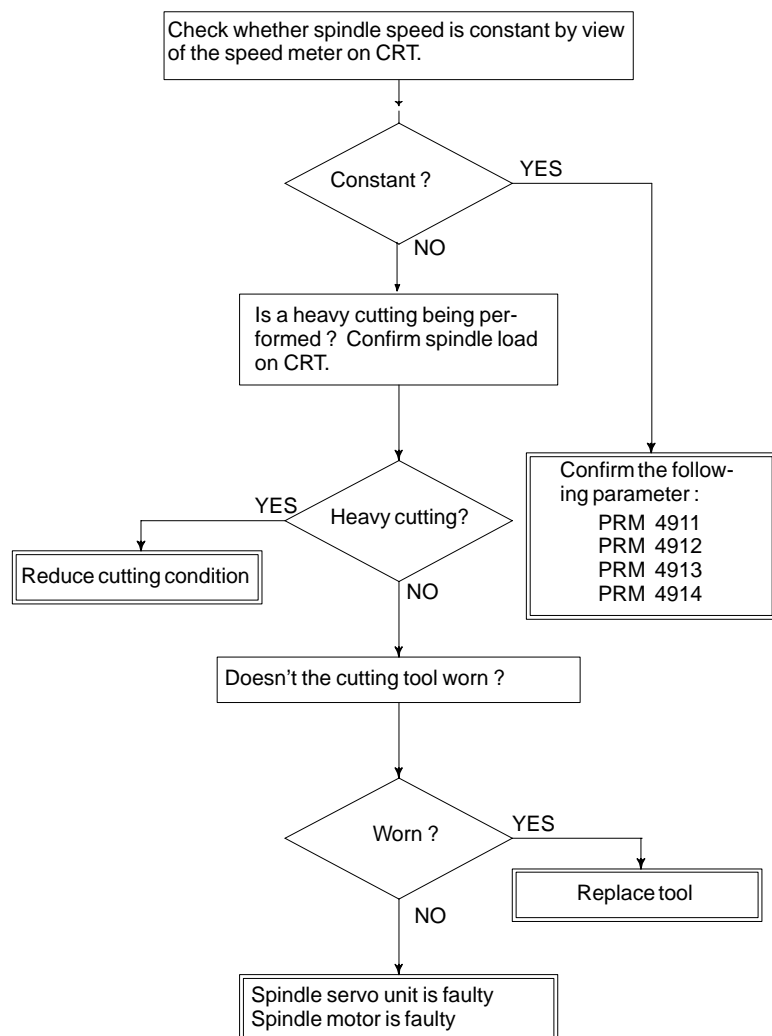 Check whether spindle speed is constant by view
of the speed meter on CRT.
Constant ?
YES
NO
Is a heavy cutting being per-
formed ? Confirm spindle load
on CRT.
Confirm the follow-
ing parameter :
PRM 4911
PRM 4912
PRM 4913
PRM 4914
YES
Heavy cutting?
Reduce cutting condition
NO
Doesn't the cutting tool worn ?
Worn ?
YES
Replace tool
NO
Spindle servo unit is faulty
Spindle motor is faulty